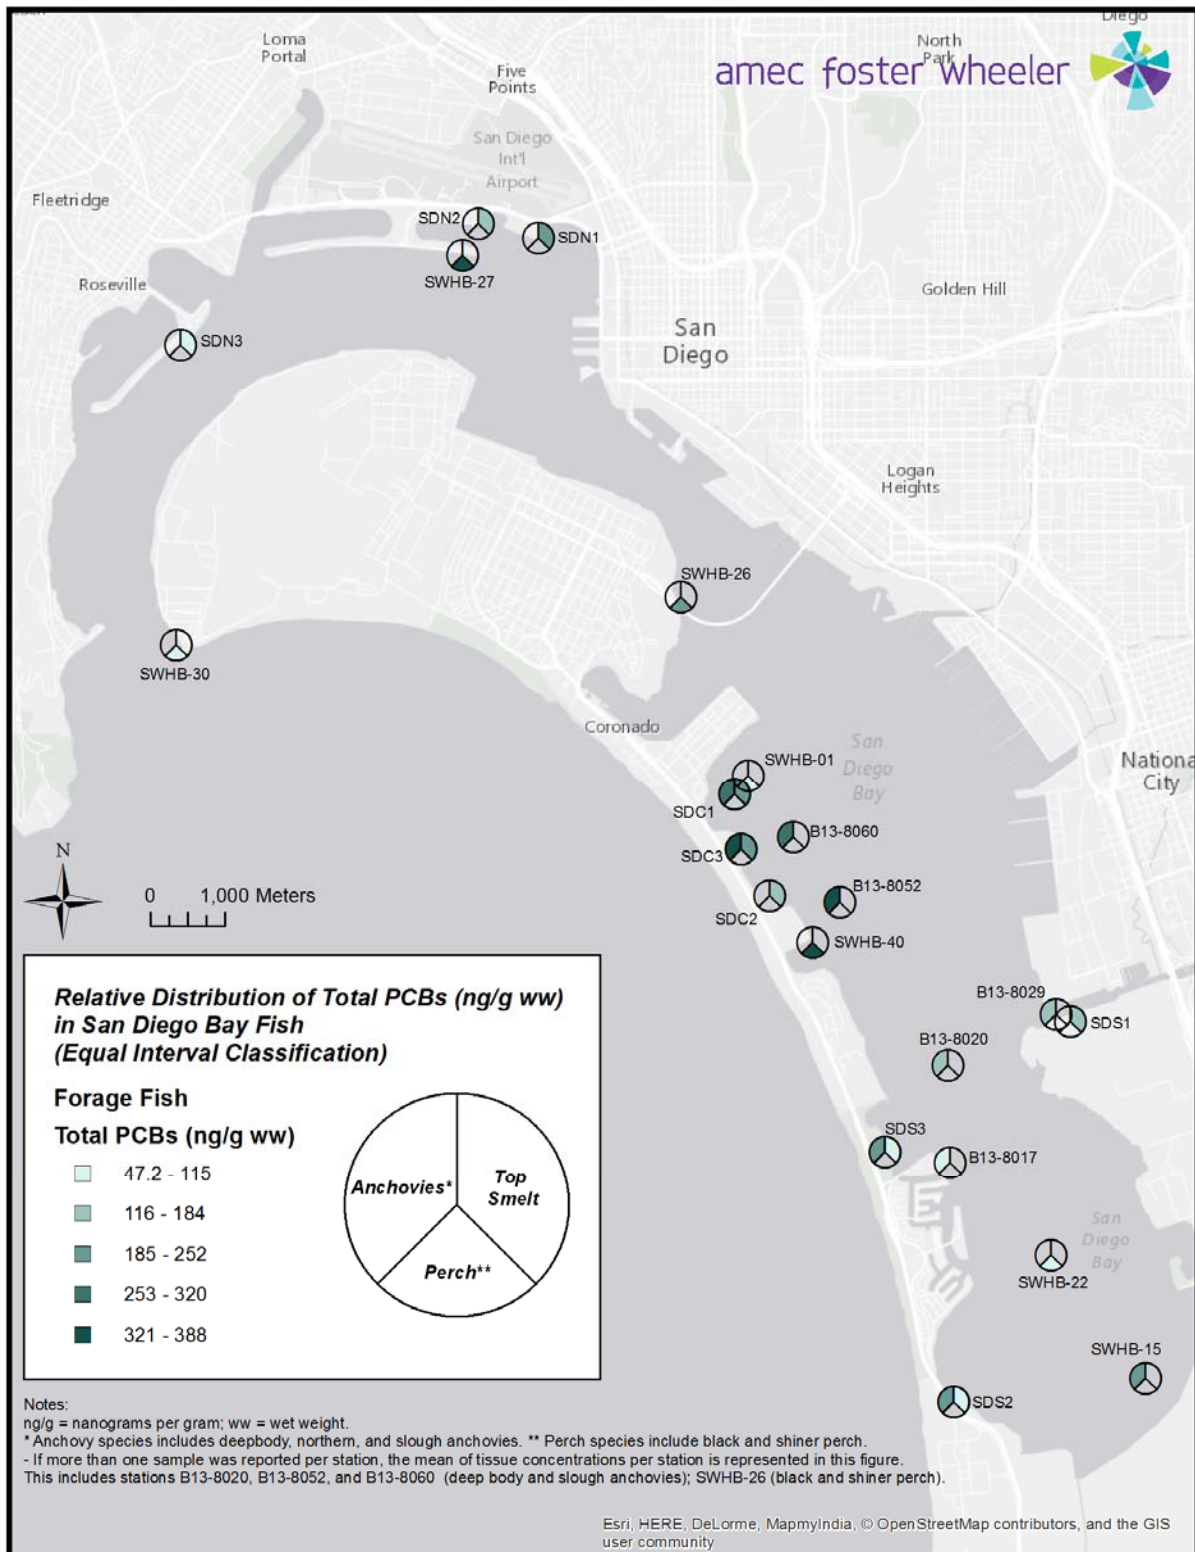 Diego
Loma
Portal
North
Park
amec foster wheeler
Five
Points
San Diego
Int'l
Airport
Fleetridge
SDN2
SDN1
SWHB-27
Roseville
Golden Hill
San
Diego
SDN3
Logan
Heights
SWHB-26
SWHB-30
Coronado
San
Diego
Bay
SWHB-01
National
City
SDC1
B13-8060
SDC3
B13-8052
N
0 1,000 Meters
SDC2
SWHB-40
B13-8029
SDS1
B13-8020
SDS3
B13-8017
San
Diego
Bay
SWHB-22
SWHB-15
SDS2
Relative Distribution of Total PCBs (ng/g ww)
in San Diego Bay Fish
(Equal Interval Classification)
Forage Fish
Total PCBs (ng/g ww)
47.2 - 115
116 - 184
185 - 252
253 - 320
321 - 388
Anchovies*
Top
Smelt
Perch**
Notes:
ng/g = nanograms per gram; ww = wet weight.
* Anchovy species includes deepbody, northern, and slough anchovies. ** Perch species include black and shiner perch.
- If more than one sample was reported per station, the mean of tissue concentrations per station is represented in this figure.
This includes stations B13-8020, B13-8052, and B13-8060 (deep body and slough anchovies); SWHB-26 (black and shiner perch).
Esri, HERE, DeLorme, MapmyIndia, © OpenStreetMap contributors, and the GIS
user community